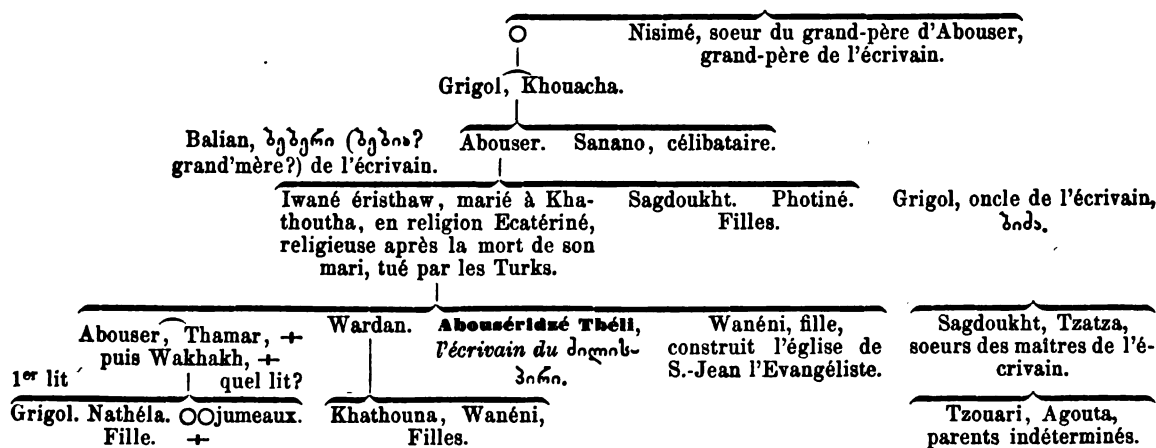 Nisimé, soeur du grand-père d'Abouser,
grand-père de l'écrivain.
Grigol, Khouacha.
Balian, ბებერი (ბებია?
grand'mère?) de l'écrivain.
Abouser. Sanano, célibataire.
Iwané éristhaw, marié à Kha-
thoutha, en religion Ecatériné,
religieuse après la mort de son
mari, tué par les Turks.
Sagdoukht. Photiné.
Filles.
Grigol, oncle de l'écrivain,
ბიძა.
Abouser, Thamar, +
puis Wakhakh, +
1er lit quel lit?
Wardan.
Abouséridzé Tbéli,
l'écrivain du
Wanéni, fille,
construit l'église de
S.-Jean l'Evangéliste.
Sagdoukht, Tzatza,
soeurs des maîtres de l'é-
crivain.
Grigol. Nathéla. OO jumeaux.
Fille. +
Khathouna, Wanéni,
Filles.
Tzouari, Agouta,
parents indéterminés.